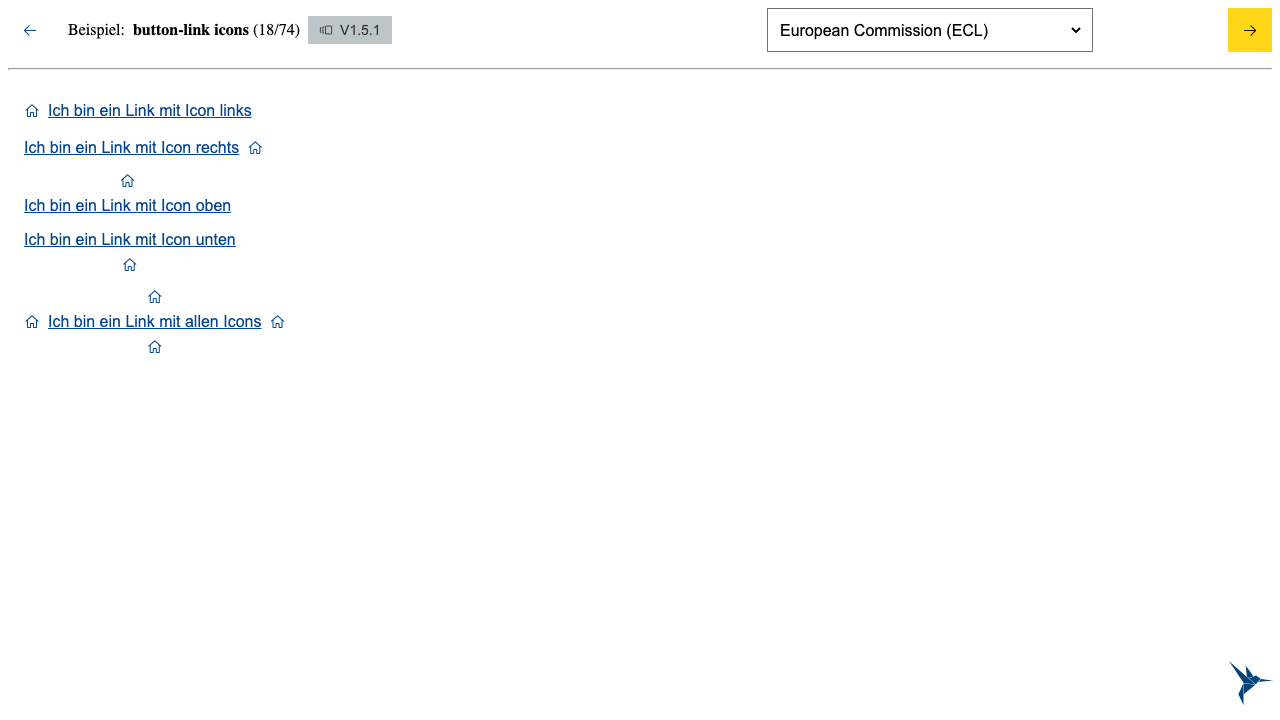 Beispiel: button-link icons (18/74) V1.5.1 European Commission (ECL)
Ich bin ein Link mit Icon links
Ich bin ein Link mit Icon rechts
Ich bin ein Link mit Icon oben
Ich bin ein Link mit Icon unten
Ich bin ein Link mit allen Icons